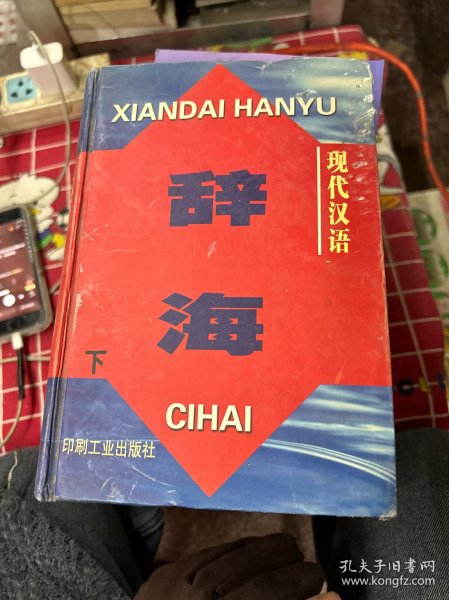 XIANDAI HANYU
现代汉语
辞
海
下
CIHAI
印刷工业出版社
孔夫子旧书网
www.kongfz.com